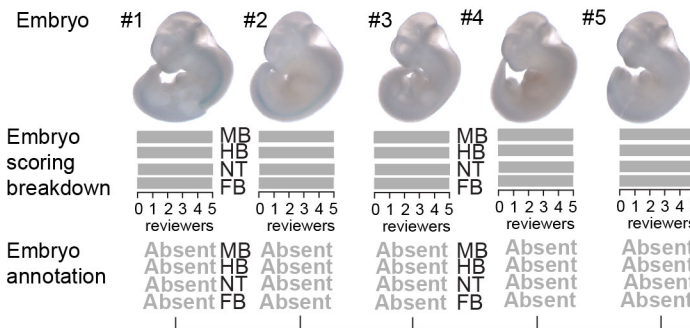 Embryo #1 #2 #3 #4 #5
Embryo scoring breakdown
MB MB
HB HB
NT NT
FB FB
0 1 2 3 4 5 0 1 2 3 4 5 0 1 2 3 4 5 0 1 2 3 4 5 0 1 2 3 4
reviewers reviewers reviewers reviewers reviewers
Embryo annotation
Absent MB Absent Absent MB Absent Absent
Absent HB Absent Absent HB Absent Absent
Absent NT Absent Absent NT Absent Absent
Absent FB Absent Absent FB Absent Absent